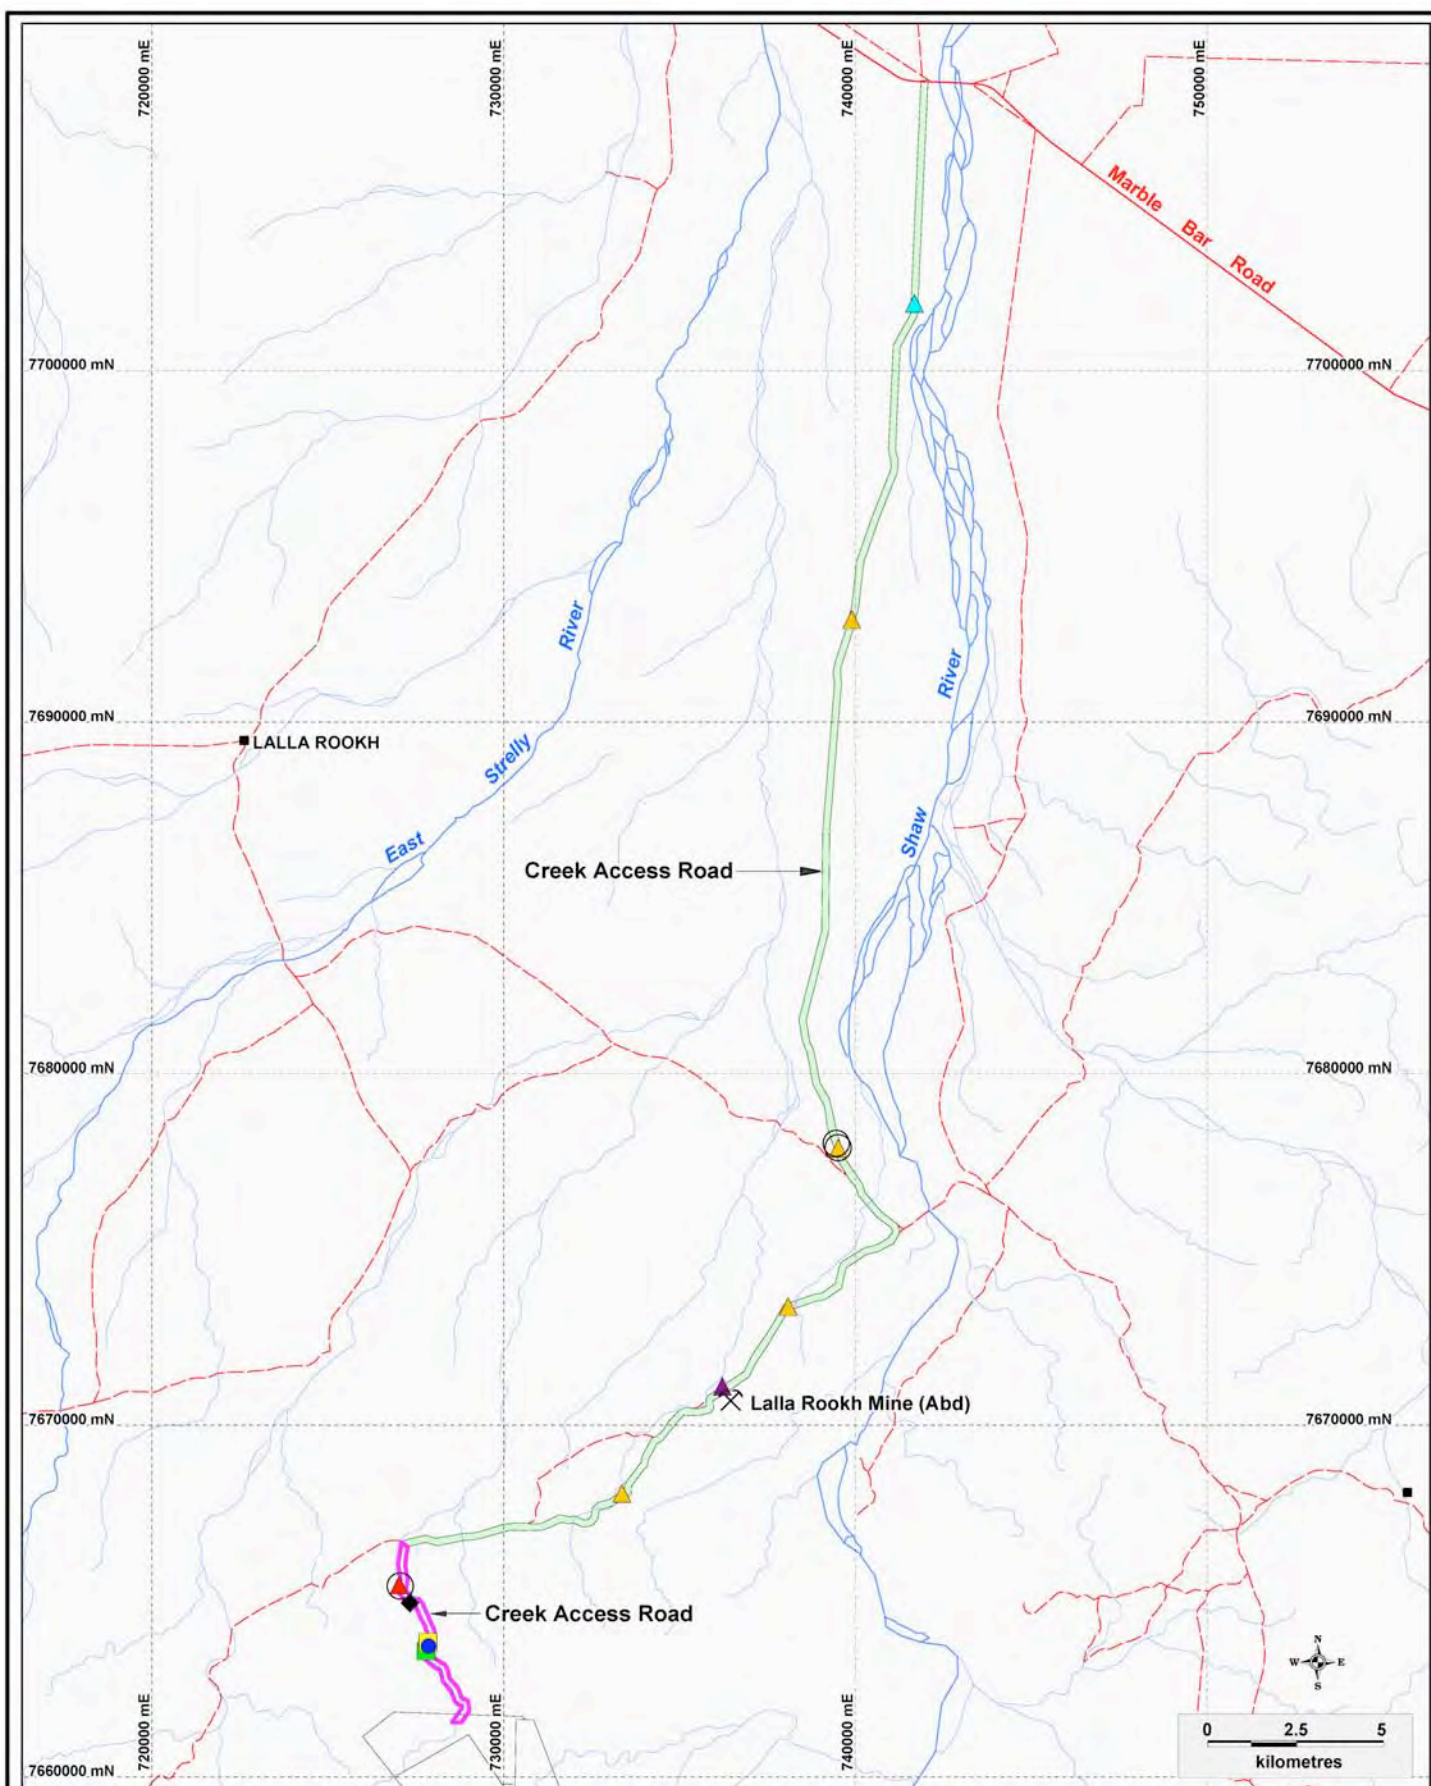 720000 mE
730000 mE
740000 mE
750000 mE
Marble Bar Road
7700000 mN
7700000 mN
River
River
7690000 mN
7690000 mN
LALLA ROOKH
Strelly
East
Shaw
Creek Access Road
7680000 mN
7680000 mN
Lalla Rookh Mine (Abd)
7670000 mN
7670000 mN
Creek Access Road
N
W E
S
720000 mE
730000 mE
740000 mE
0 2.5 5
kilometres
7660000 mN